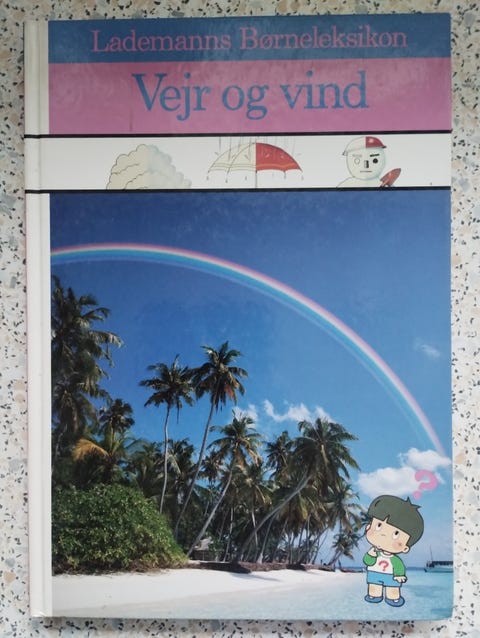 Lademanns Børneleksikon
Vejr og vind
?
?